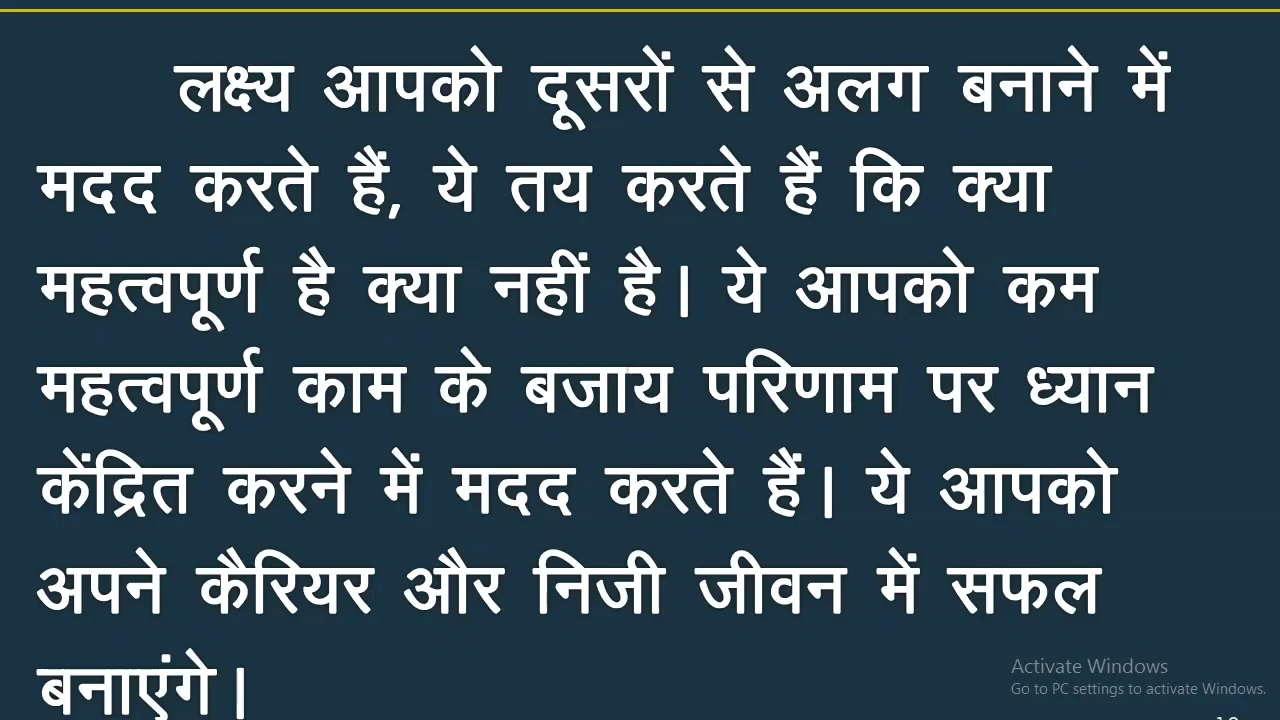 लक्ष्य आपको दूसरों से अलग बनाने में
मदद करते हैं, ये तय करते हैं कि क्या
महत्वपूर्ण है क्या नहीं है। ये आपको कम
महत्वपूर्ण काम के बजाय परिणाम पर ध्यान
केंद्रित करने में मदद करते हैं। ये आपको
अपने कैरियर और निजी जीवन में सफल
बनाएंगे।
Activate Windows
Go to PC settings to activate Windows.